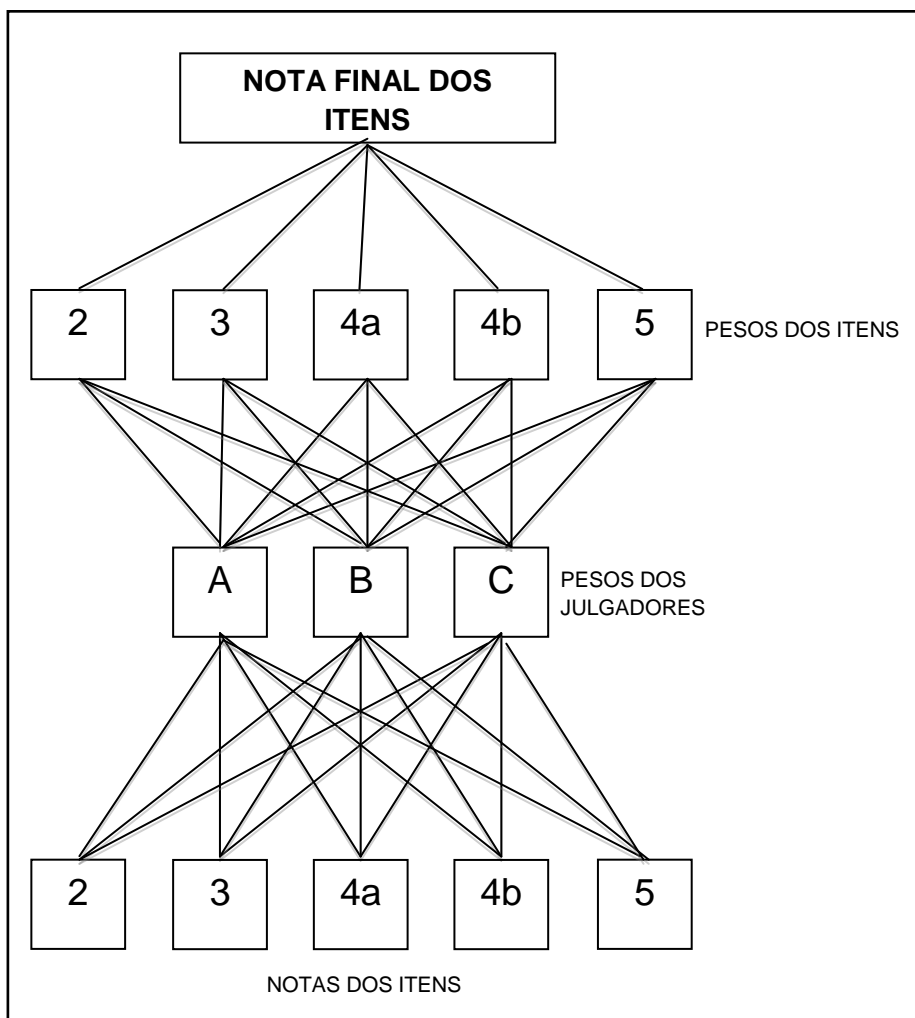 NOTA FINAL DOS
ITENS
2 3 4a 4b 5
PESOS DOS ITENS
A B C
PESOS DOS
JULGADORES
2 3 4a 4b 5
NOTAS DOS ITENS